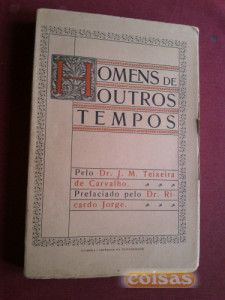 HOMENS DE
OUTROS
TEMPOS
Pelo Dr. J. M. Teixeira
de Carvalho.
Prefaciado pelo Dr. Ri-
cardo Jorge.
coisas